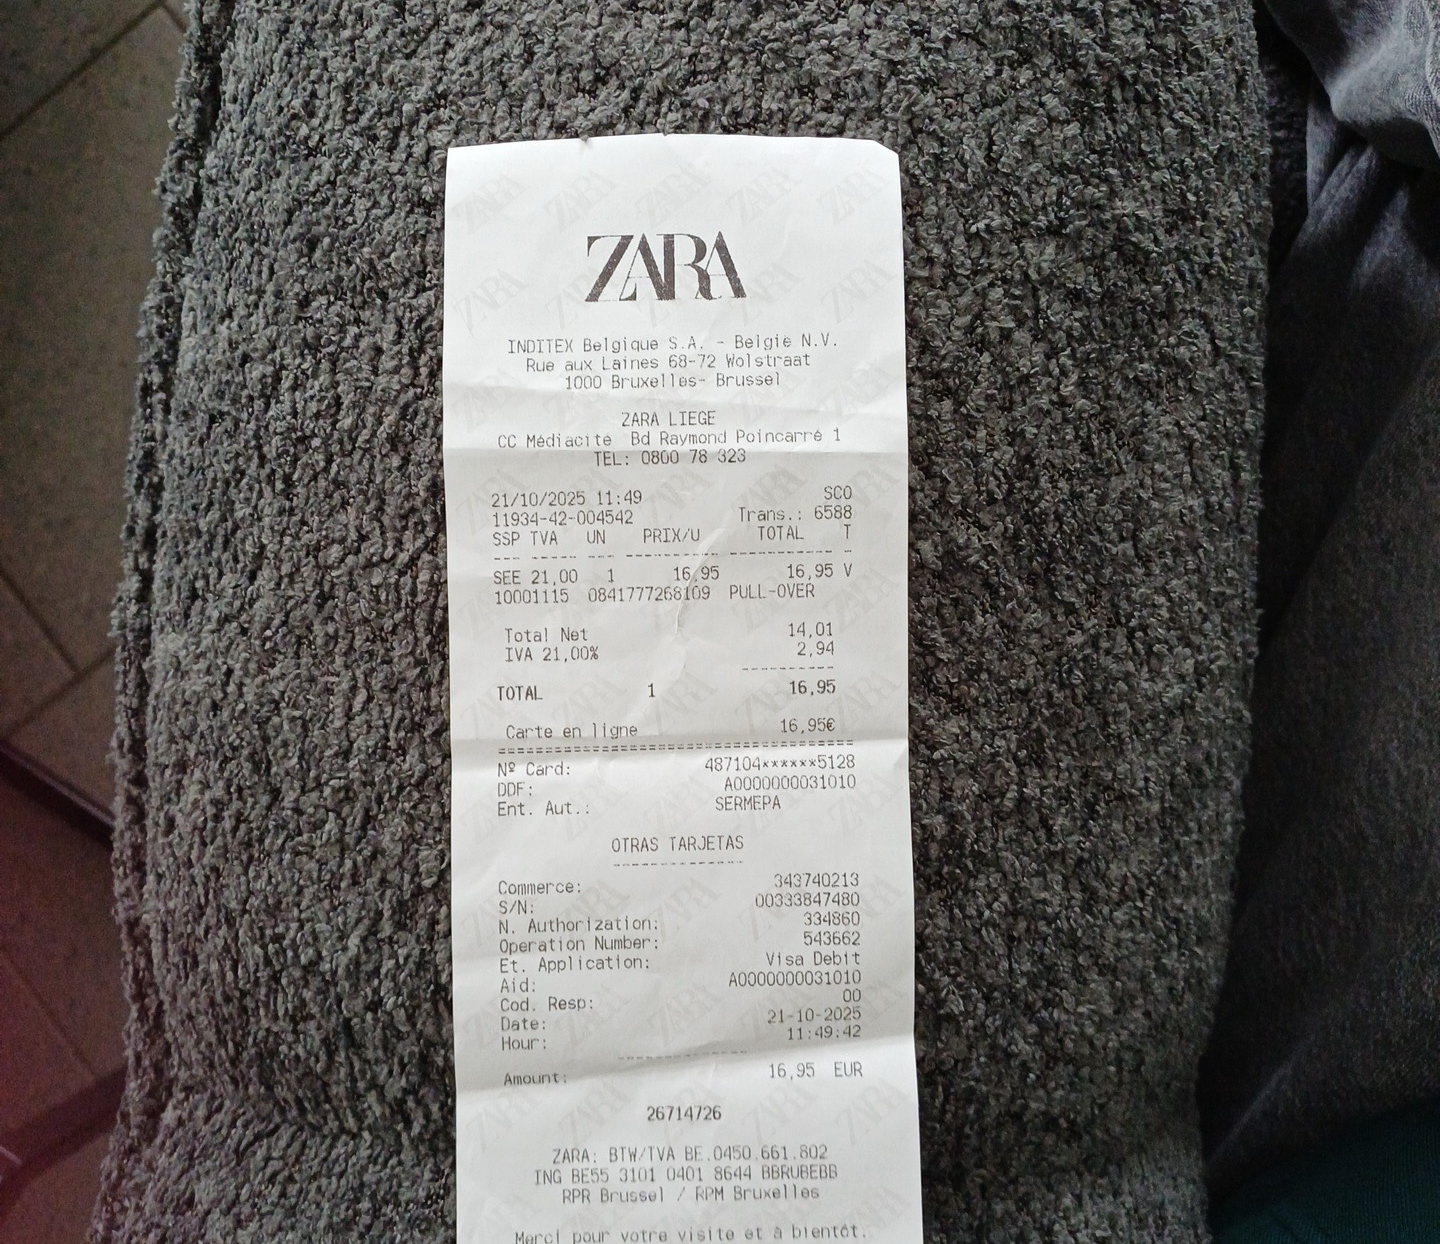 ZARA
INDITEX Belgique S.A. - Belgie N.V.
Rue aux Laines 68-72 Wolstraat
1000 Bruxelles- Brussel
ZARA LIEGE
CC Médiacité Bd Raymond Poincarré 1
TEL: 0800 78 323
21/10/2025 11:49 SCO
11934-42-004542 Trans.: 6588
SSP TVA UN PRIX/U TOTAL T
SEE 21,00 1 16,95 16,95 V
10001115 0841777268109 PULL-OVER
Total Net 14,01
IVA 21,00% 2,94
TOTAL 1 16,95
Carte en ligne 16,95€
Nº Card: 487104******5128
DDF: A0000000031010
Ent. Aut.: SERMEPA
OTRAS TARJETAS
Commerce: 343740213
S/N: 00333847480
N. Authorization: 334860
Operation Number: 543662
Et. Application: Visa Debit
Aid: A0000000031010
Cod. Resp: 00
Date: 21-10-2025
Hour: 11:49:42
Amount: 16,95 EUR
26714726
ZARA: BTW/TVA BE.0450.661.802
ING BE55 3101 0401 8644 BBRUBEBB
RPR Brussel / RPM Bruxelles
Merci pour votre visite et à bientôt.